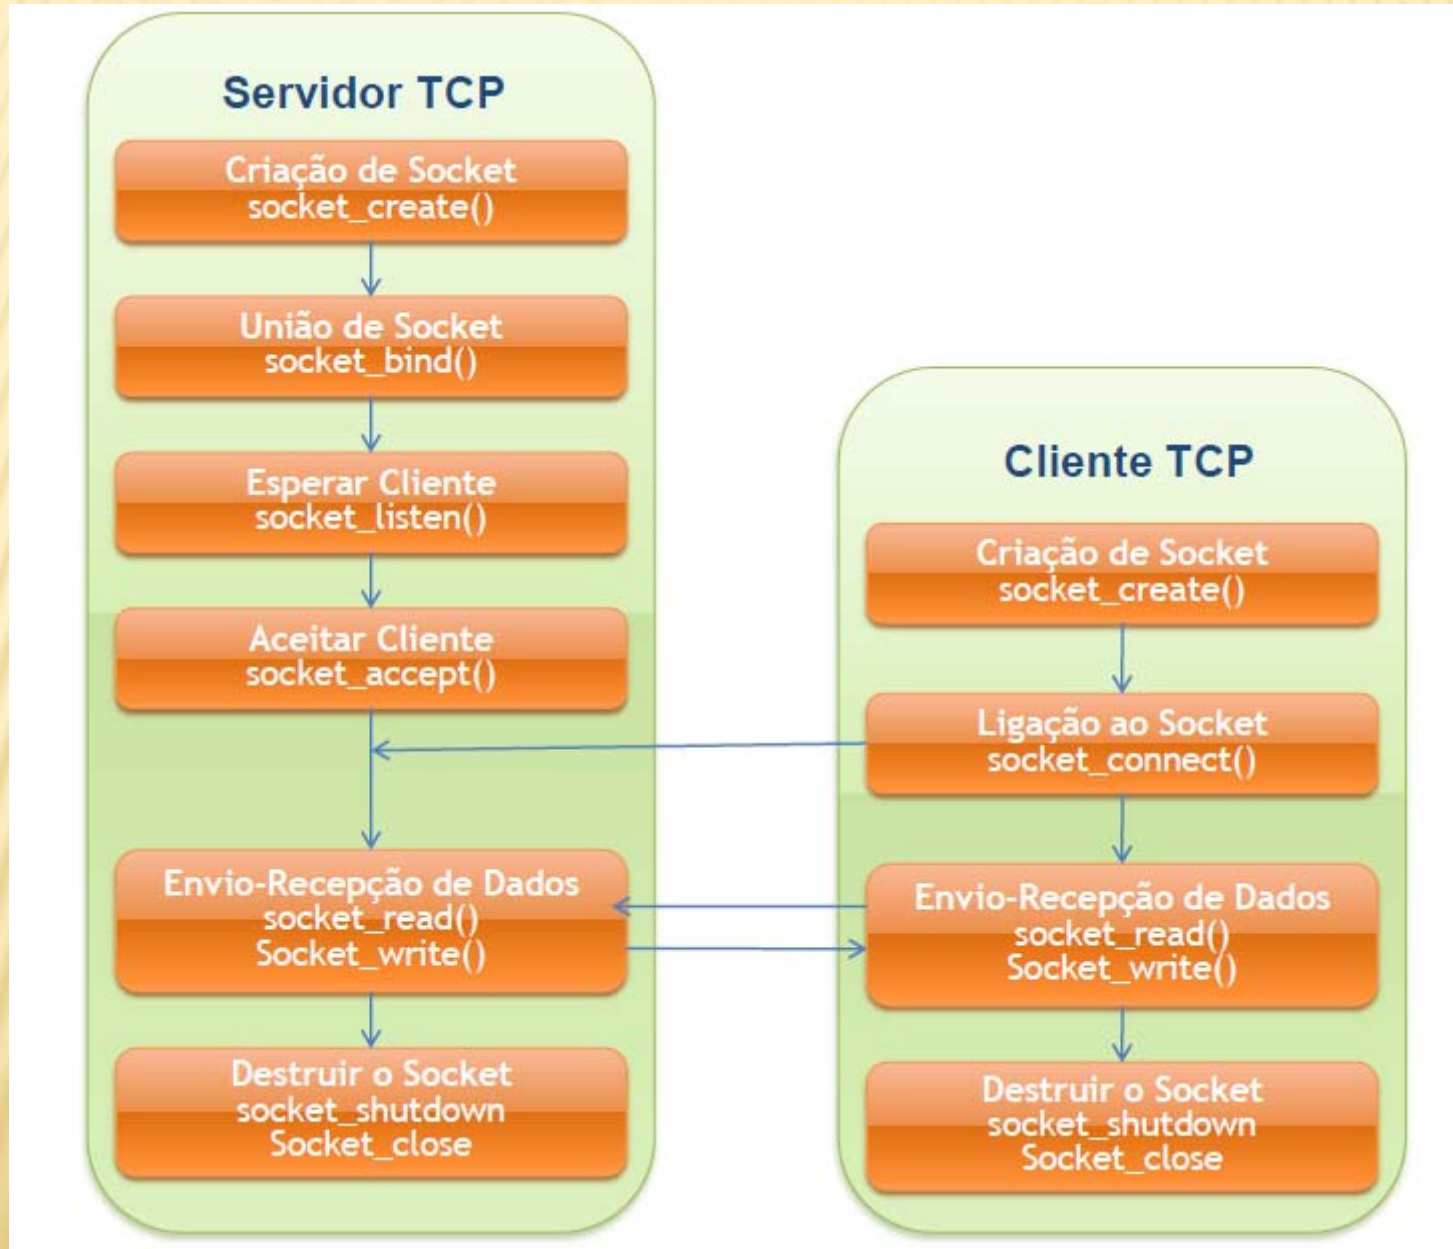 Servidor TCP
Criação de Socket
socket_create()
União de Socket
socket_bind()
Esperar Cliente
socket_listen()
Aceitar Cliente
socket_accept()
Envio-Recepção de Dados
socket_read()
Socket_write()
Destruir o Socket
socket_shutdown
Socket_close
Cliente TCP
Criação de Socket
socket_create()
Ligação ao Socket
socket_connect()
Envio-Recepção de Dados
socket_read()
Socket_write()
Destruir o Socket
socket_shutdown
Socket_close